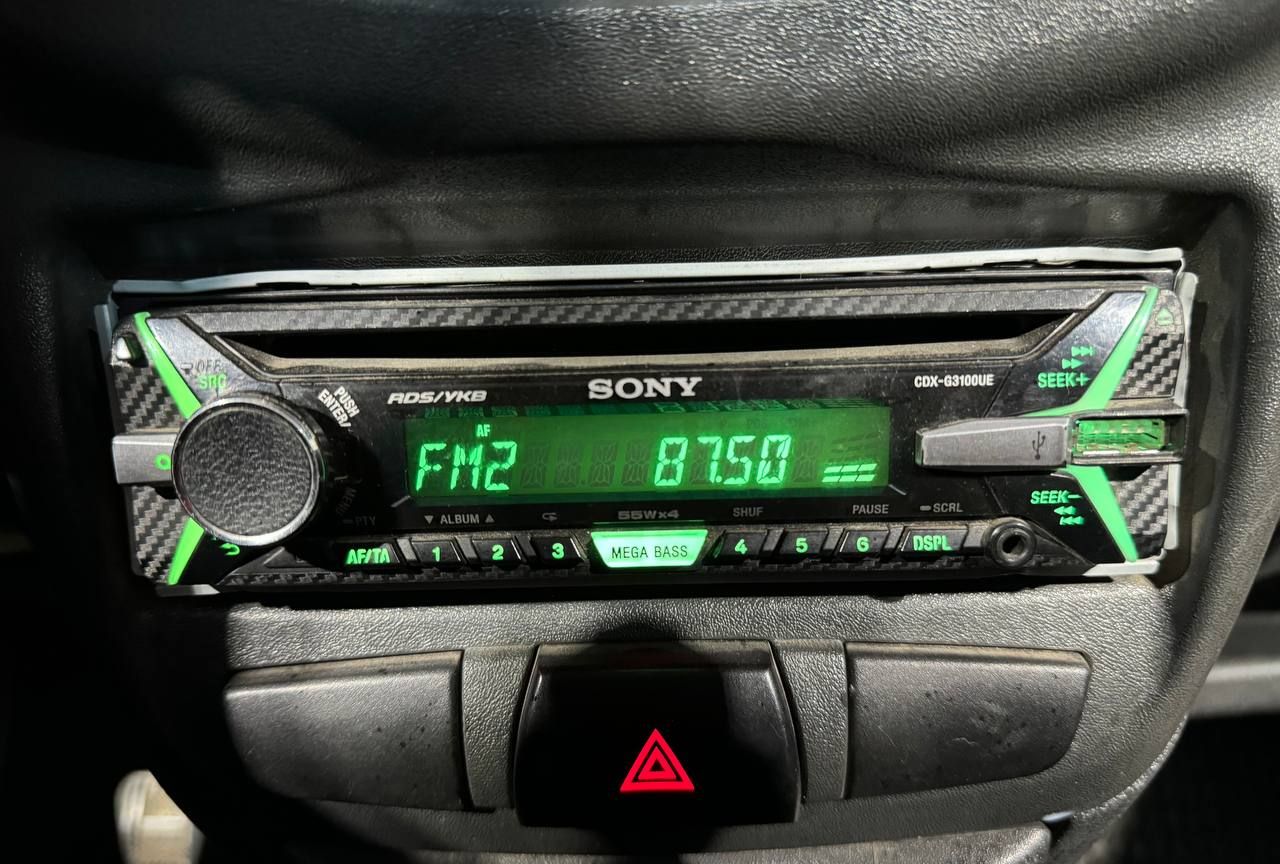 OFF
SRC
PUSH
ENTER/
RDS/УКВ
SONY
CDX-G3100UE
SEEK+
AF
FM2 87.50
SEEK−
PTY
▼ ALBUM ▲
55Wx4
SHUF
PAUSE
SCRL
AF/TA
1
2
3
MEGA BASS
4
5
6
DSPL